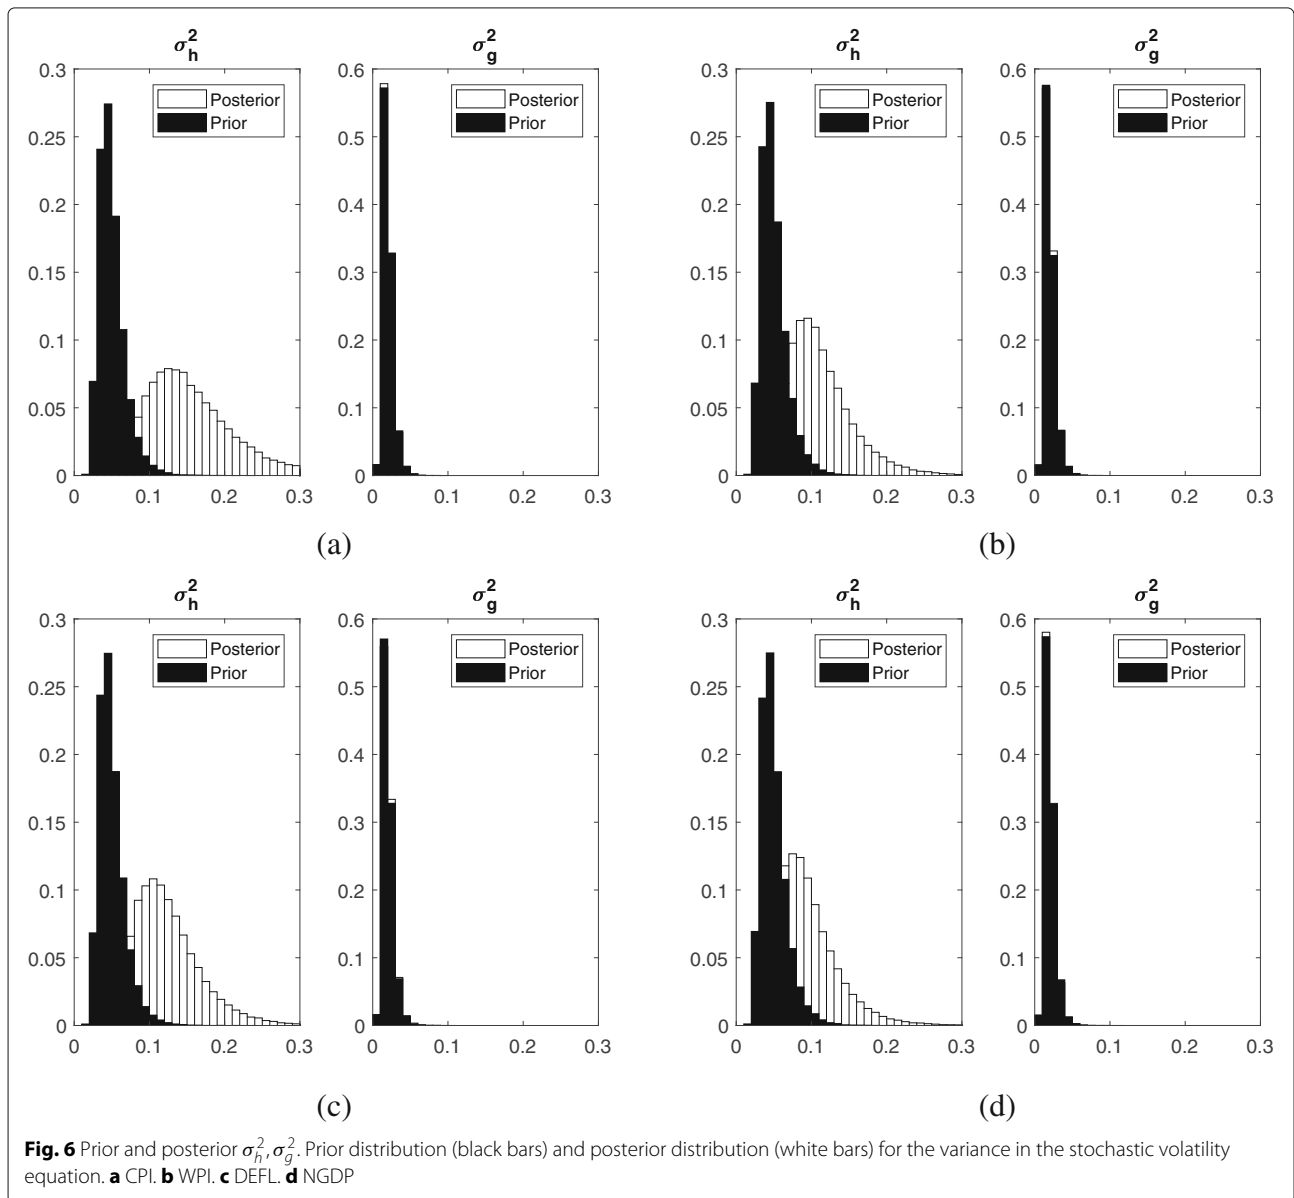 σ²h
σ²g
σ²h
σ²g
0.3
0.25
0.2
0.15
0.1
0.05
0
0
0.1
0.2
0.3
Posterior
Prior
0.6
0.5
0.4
0.3
0.2
0.1
0
0
0.1
0.2
0.3
Posterior
Prior
(a)
0.3
0.25
0.2
0.15
0.1
0.05
0
0
0.1
0.2
0.3
Posterior
Prior
0.6
0.5
0.4
0.3
0.2
0.1
0
0
0.1
0.2
0.3
Posterior
Prior
(b)
σ²h
σ²g
σ²h
σ²g
0.3
0.25
0.2
0.15
0.1
0.05
0
0
0.1
0.2
0.3
Posterior
Prior
0.6
0.5
0.4
0.3
0.2
0.1
0
0
0.1
0.2
0.3
Posterior
Prior
(c)
0.3
0.25
0.2
0.15
0.1
0.05
0
0
0.1
0.2
0.3
Posterior
Prior
0.6
0.5
0.4
0.3
0.2
0.1
0
0
0.1
0.2
0.3
Posterior
Prior
(d)
Fig. 6 Prior and posterior σ²h, σ²g. Prior distribution (black bars) and posterior distribution (white bars) for the variance in the stochastic volatility
equation. a CPI. b WPI. c DEFL. d NGDP